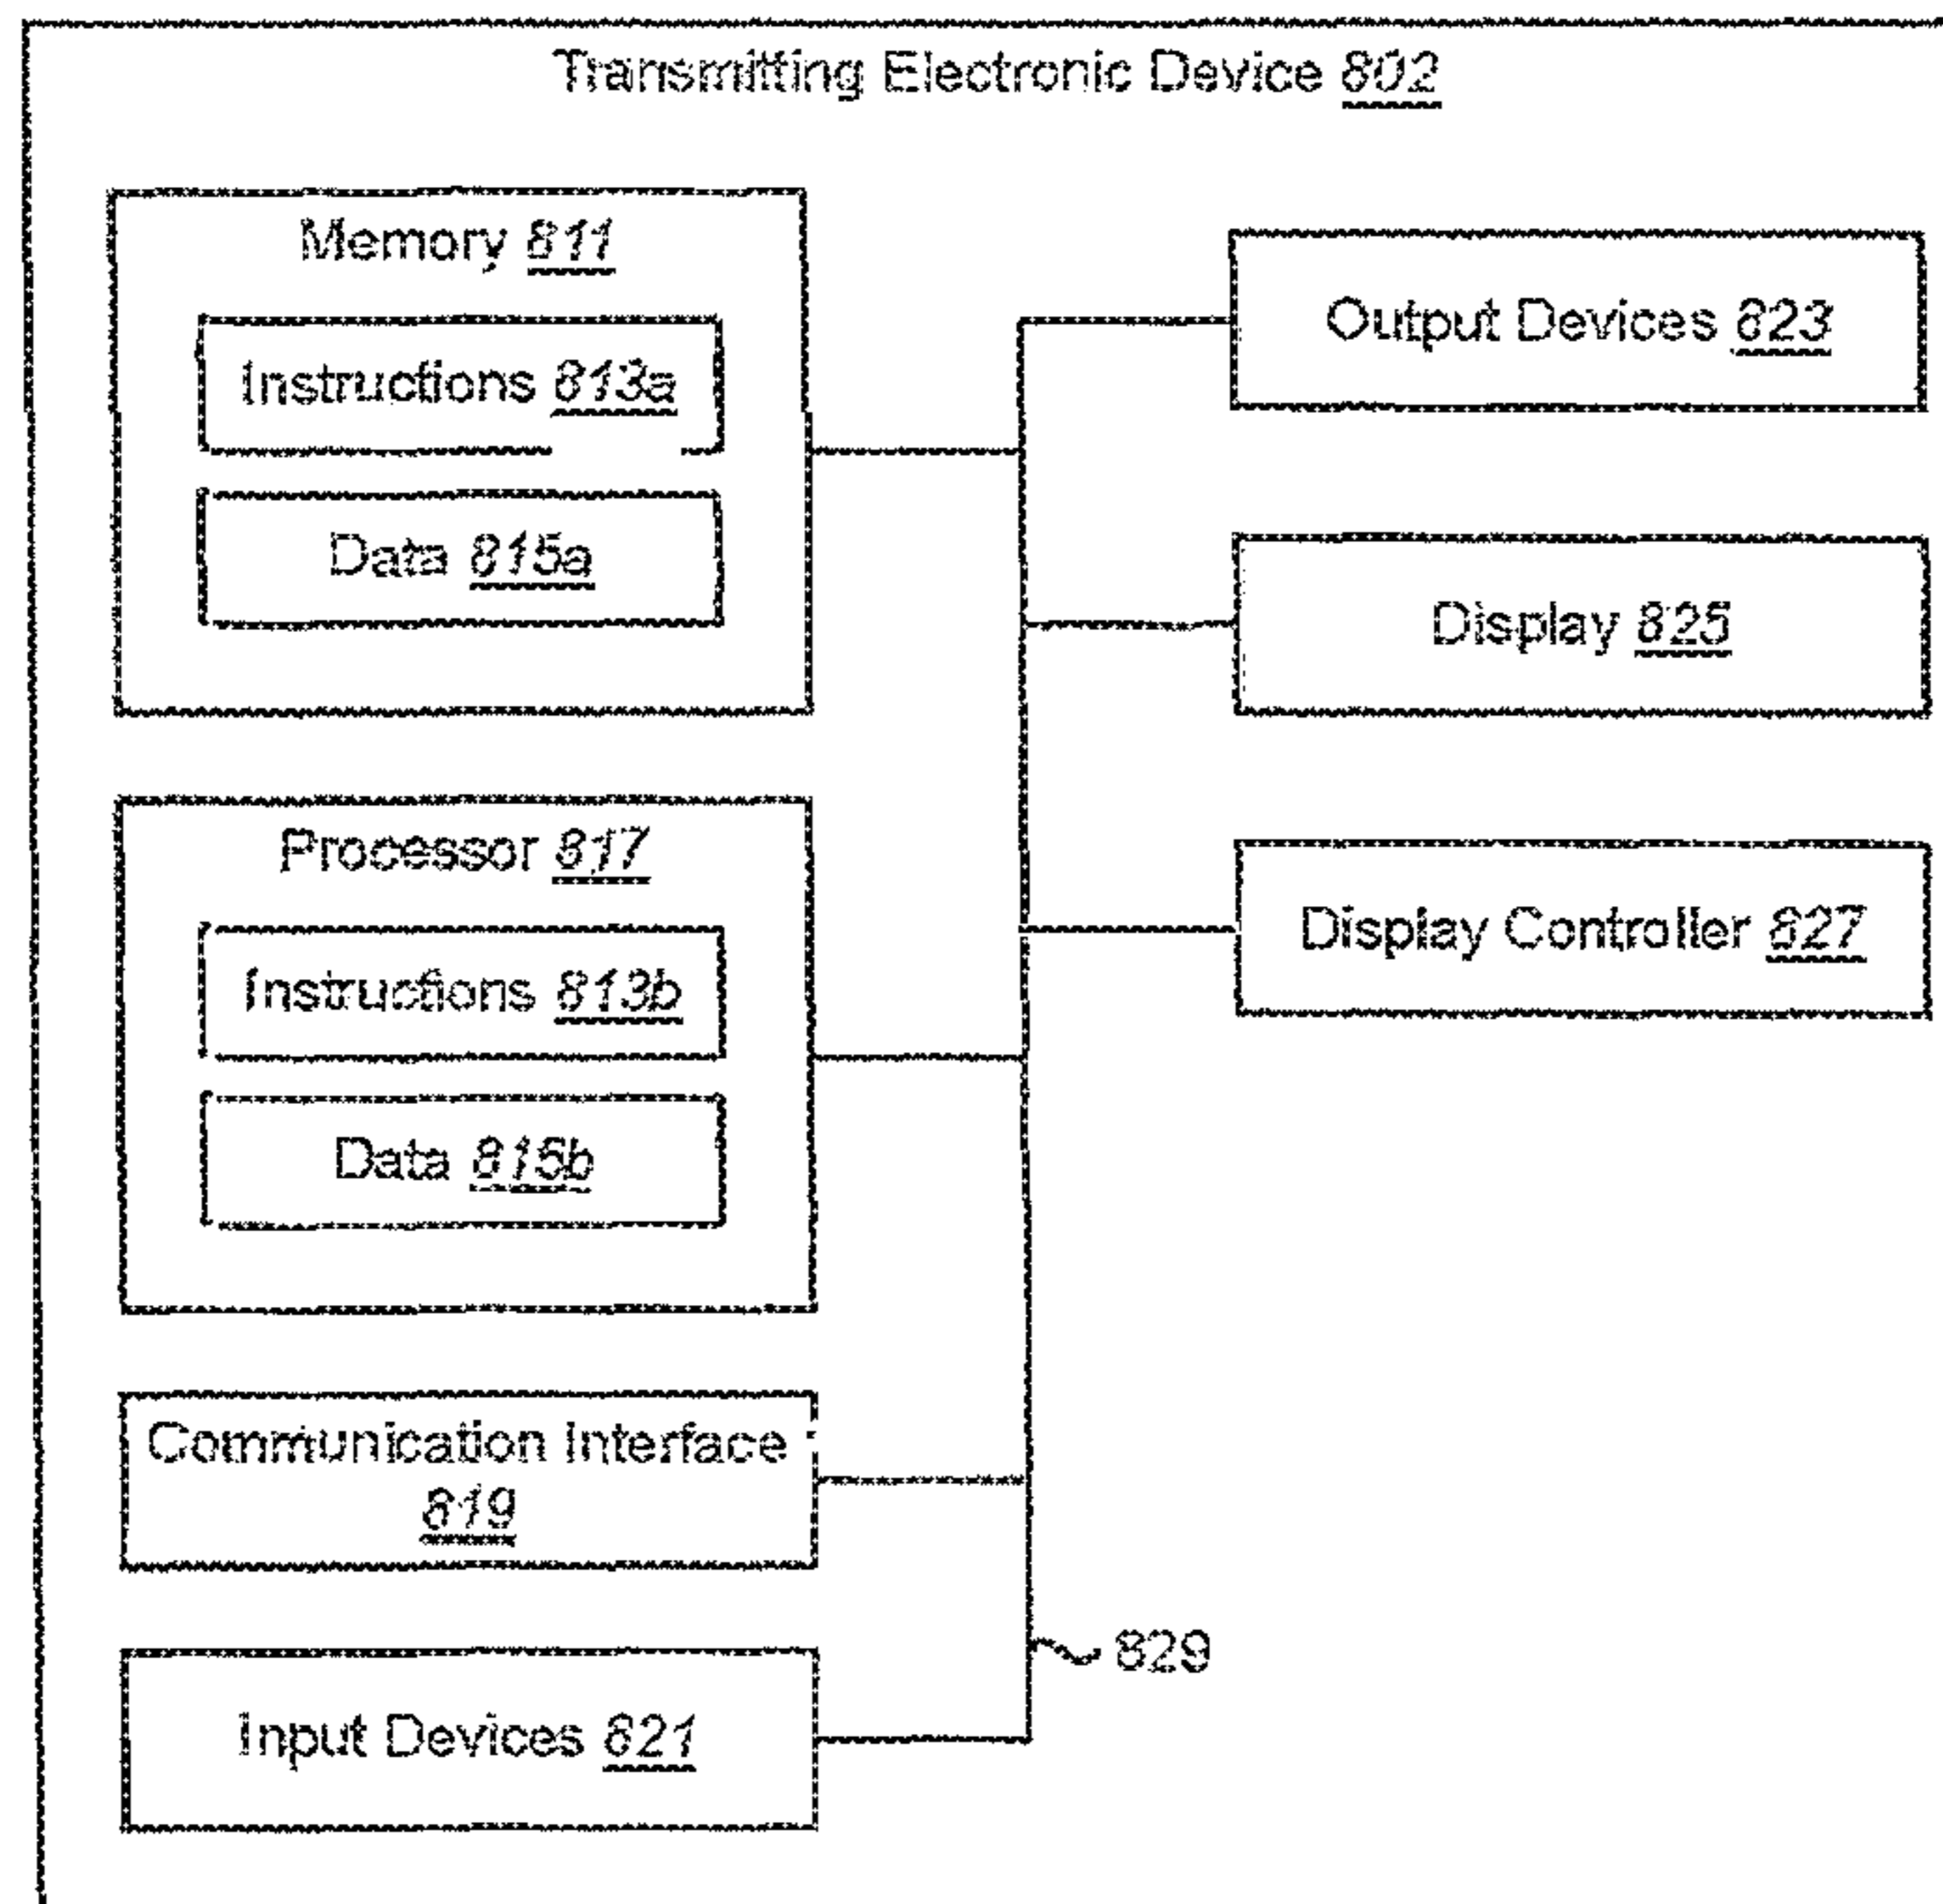 Transmitting Electronic Device 802
Memory 811
Instructions 813a
Data 815a
Processor 817
Instructions 813b
Data 815b
Communication Interface
819
Input Devices 821
Output Devices 823
Display 825
Display Controller 827
829